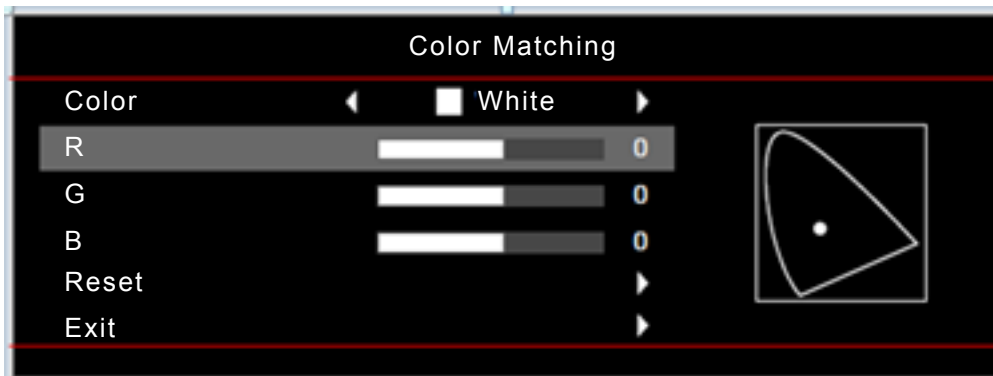 Color Matching
Color White
R 0
G 0
B 0
Reset
Exit